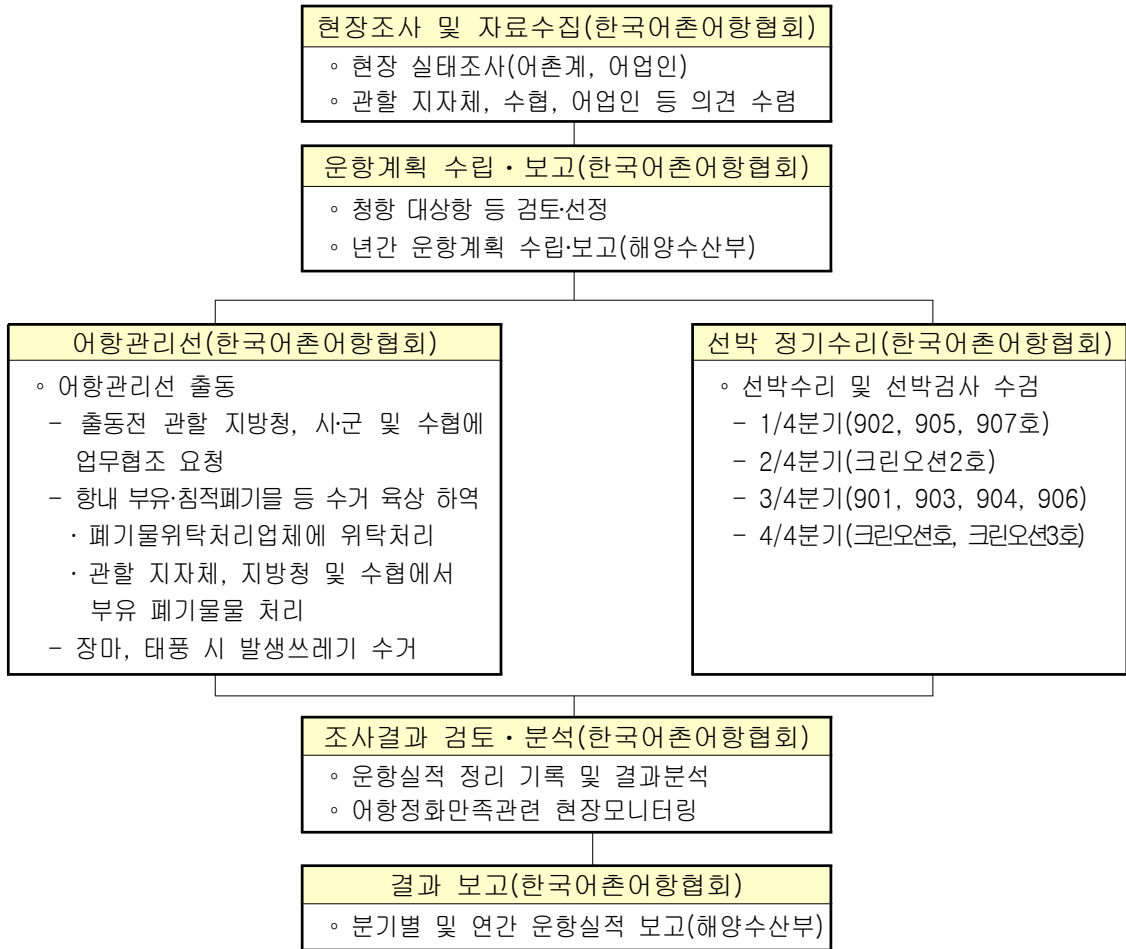 현장조사 및 자료수집(한국어촌어항협회)
◦ 현장 실태조사(어촌계, 어업인)
◦ 관할 지자체, 수협, 어업인 등 의견 수렴
운항계획 수립·보고(한국어촌어항협회)
◦ 청항 대상항 등 검토·선정
◦ 년간 운항계획 수립·보고(해양수산부)
어항관리선(한국어촌어항협회)
◦ 어항관리선 출동
- 출동전 관할 지방청, 시·군 및 수협에
업무협조 요청
- 항내 부유·침적폐기믈 등 수거 육상 하역
· 폐기물위탁처리업체에 위탁처리
· 관할 지자체, 지방청 및 수협에서
부유 폐기물물 처리
- 장마, 태풍 시 발생쓰레기 수거
선박 정기수리(한국어촌어항협회)
◦ 선박수리 및 선박검사 수검
- 1/4분기(902, 905, 907호)
- 2/4분기(크린오션2호)
- 3/4분기(901, 903, 904, 906)
- 4/4분기(크린오션호, 크린오션3호)
조사결과 검토·분석(한국어촌어항협회)
◦ 운항실적 정리 기록 및 결과분석
◦ 어항정화만족관련 현장모니터링
결과 보고(한국어촌어항협회)
◦ 분기별 및 연간 운항실적 보고(해양수산부)